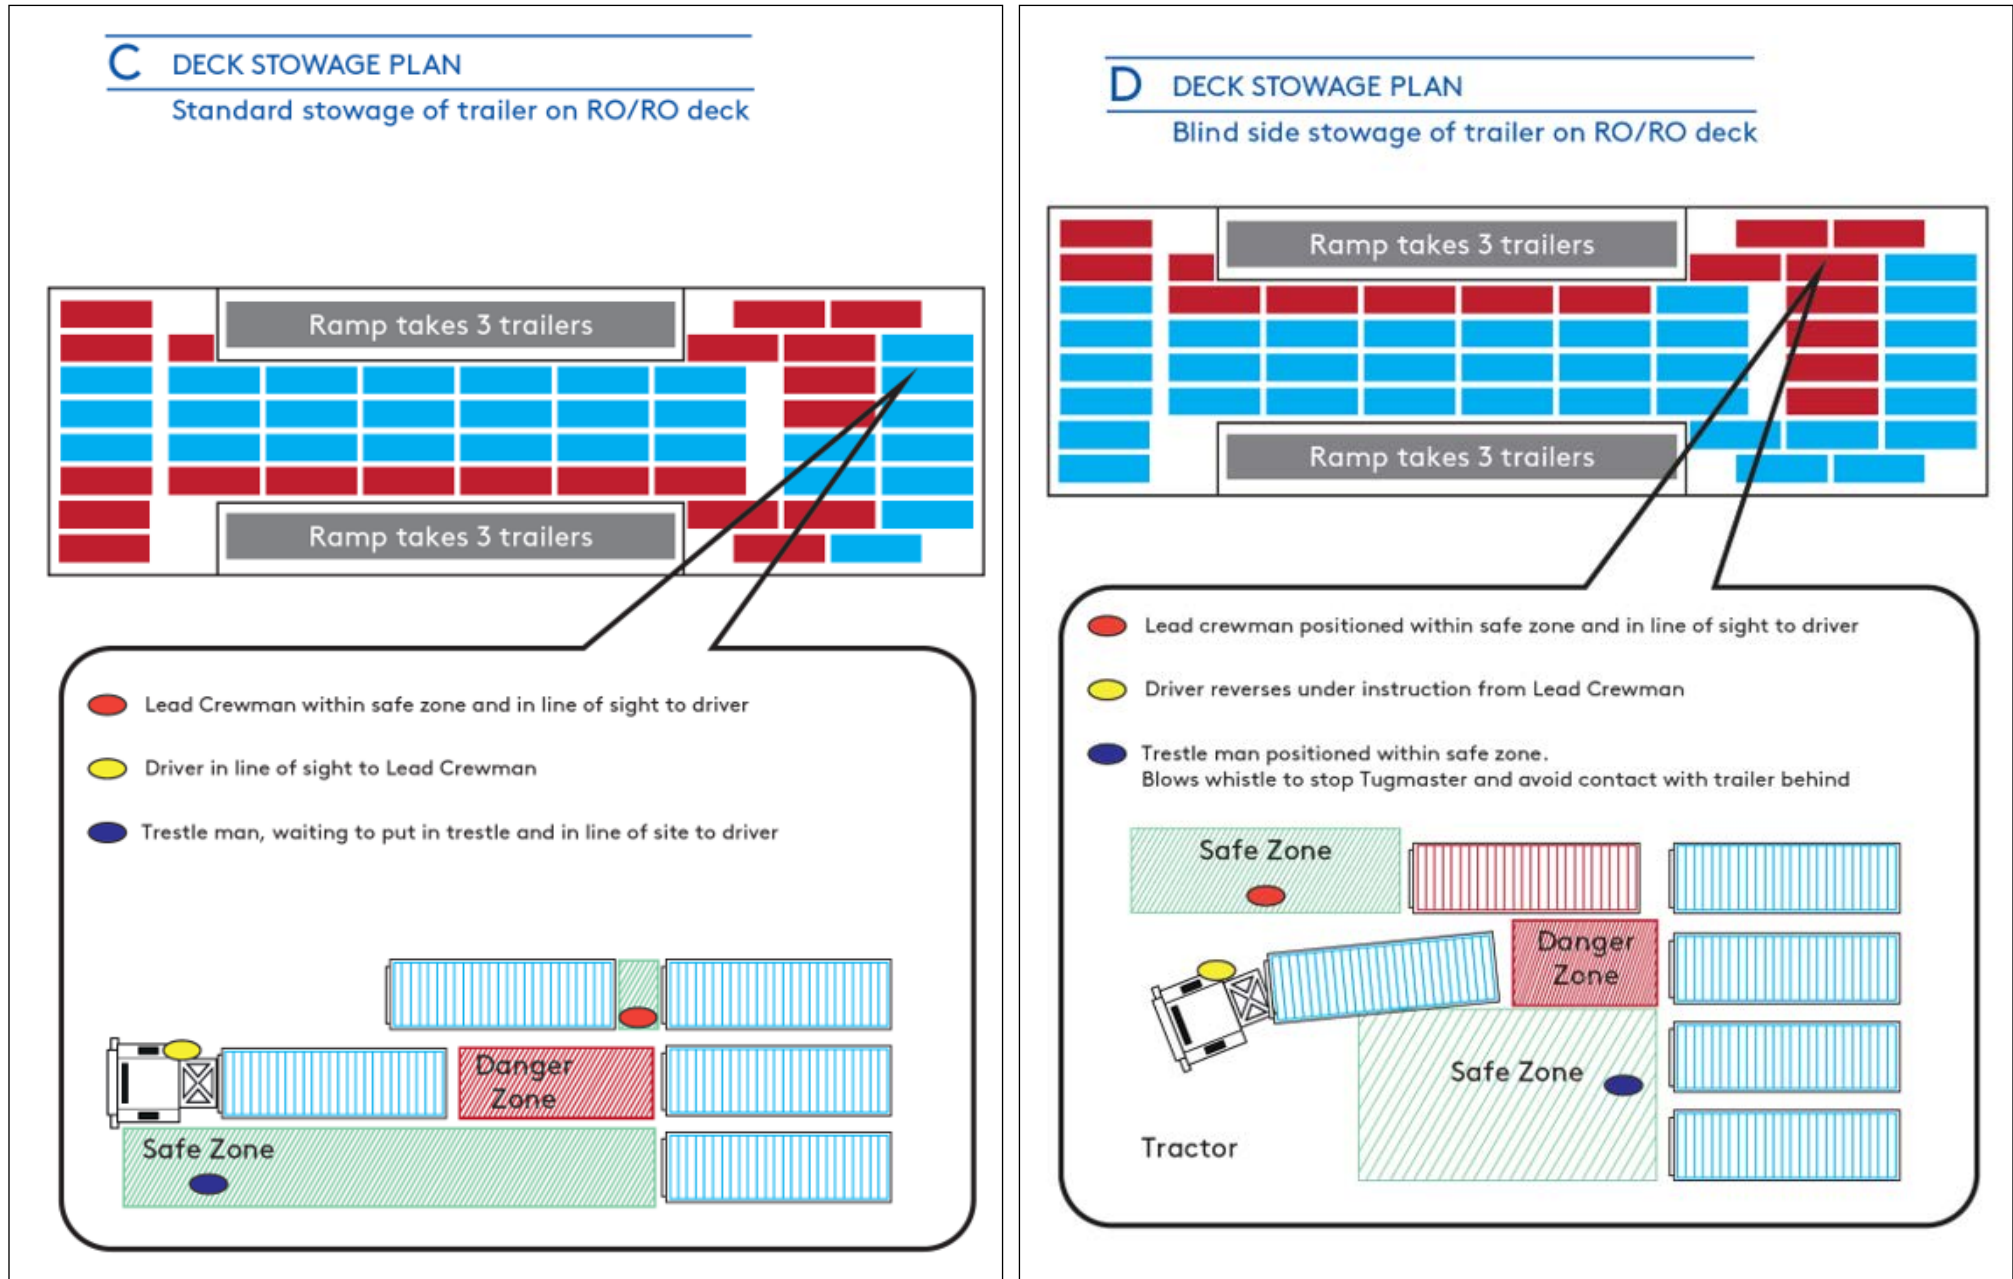 C DECK STOWAGE PLAN
Standard stowage of trailer on RO/RO deck
Ramp takes 3 trailers
Ramp takes 3 trailers
Lead Crewman within safe zone and in line of sight to driver
Driver in line of sight to Lead Crewman
Trestle man, waiting to put in trestle and in line of site to driver
Danger
Zone
Safe Zone
D DECK STOWAGE PLAN
Blind side stowage of trailer on RO/RO deck
Ramp takes 3 trailers
Ramp takes 3 trailers
Lead crewman positioned within safe zone and in line of sight to driver
Driver reverses under instruction from Lead Crewman
Trestle man positioned within safe zone.
Blows whistle to stop Tugmaster and avoid contact with trailer behind
Safe Zone
Danger
Zone
Safe Zone
Tractor